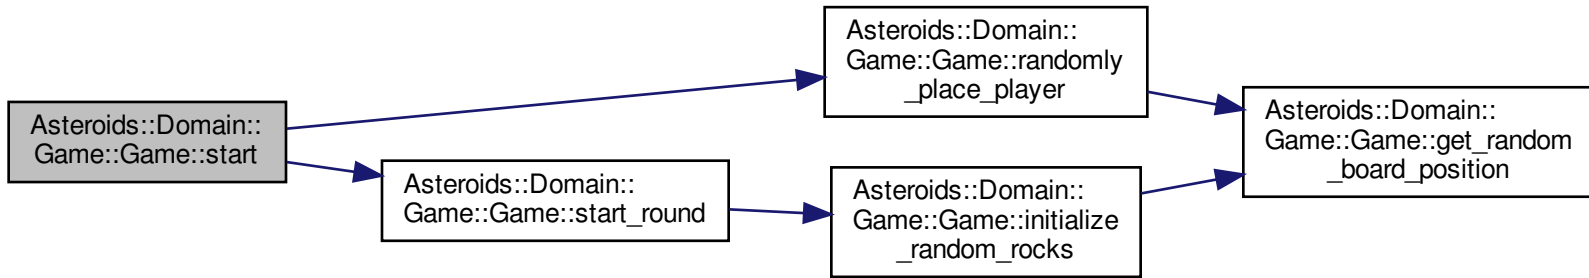 Asteroids::Domain::
Game::Game::start
Asteroids::Domain::
Game::Game::randomly
_place_player
Asteroids::Domain::
Game::Game::start_round
Asteroids::Domain::
Game::Game::initialize
_random_rocks
Asteroids::Domain::
Game::Game::get_random
_board_position